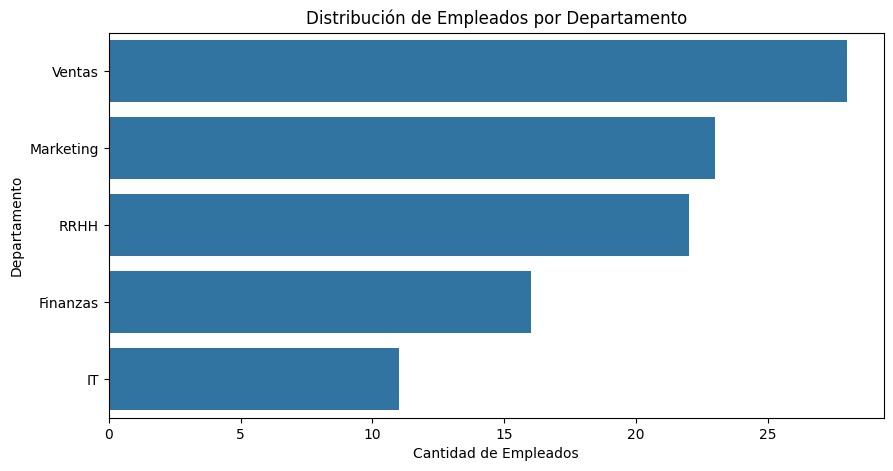 Distribución de Empleados por Departamento
Departamento
Ventas
Marketing
RRHH
Finanzas
IT
0 5 10 15 20 25
Cantidad de Empleados